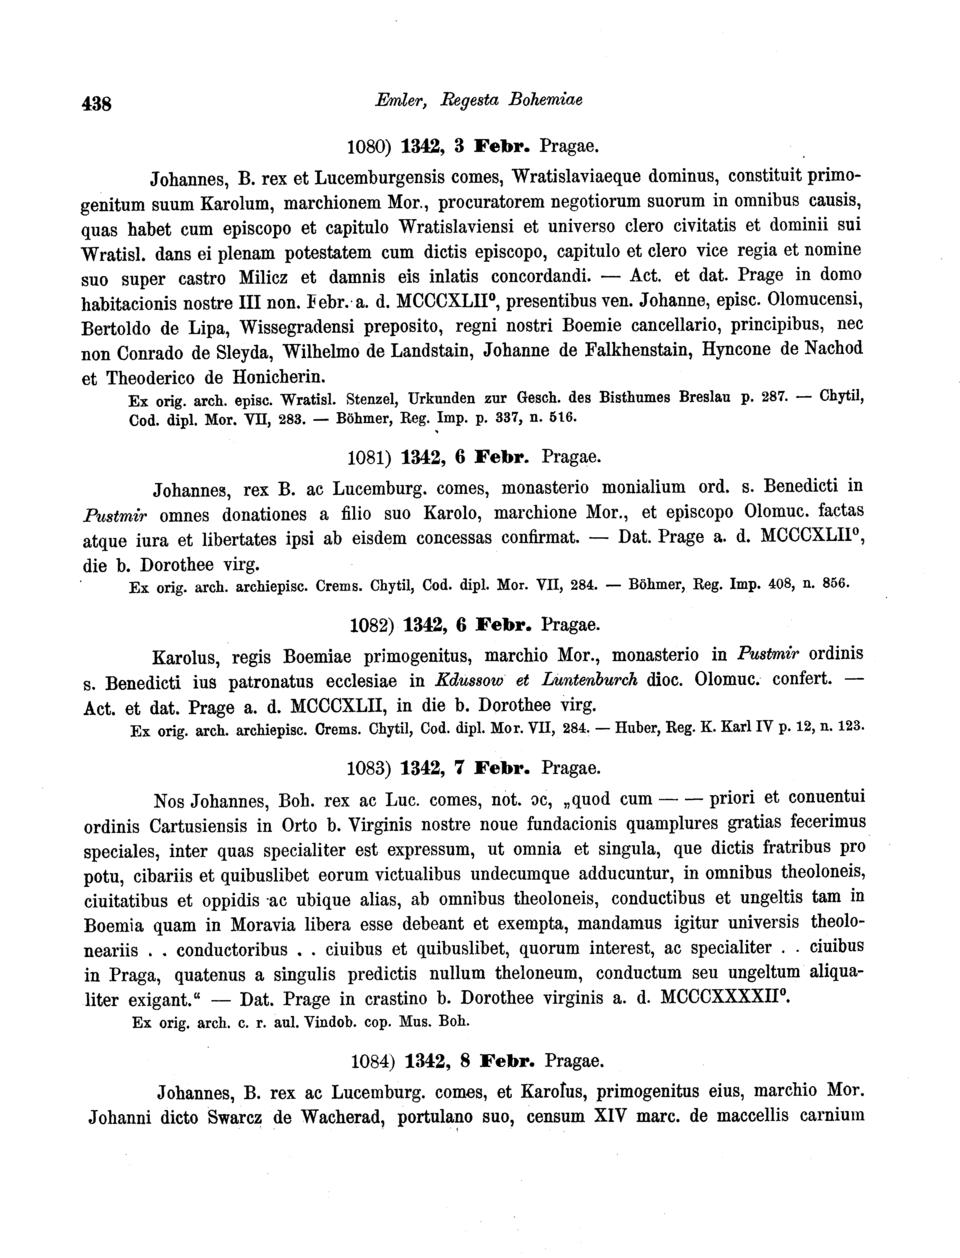 438 Emler, Regesta Bohemiae
1080) 1342, 3 Febr. Pragae.
Johannes, B. rex et Lucemburgensis comes, Wratislaviaeque dominus, constituit primo-
genitum suum Karolum, marchionem Mor., procuratorem negotiorum suorum in omnibus causis,
quas habet cum episcopo et capitulo Wratislaviensi et universo clero civitatis et dominii sui
Wratisl. dans ei plenam potestatem cum dictis episcopo, capitulo et clero vice regia et nomine
suo super castro Milicz et damnis eis inlatis concordandi. — Act. et dat. Prage in domo
habitacionis nostre III non. Febr. a. d. MCCCXLII⁰, presentibus ven. Johanne, episc. Olomucensi,
Bertoldo de Lipa, Wissegradensi preposito, regni nostri Boemie cancellario, principibus, nec
non Conrado de Sleyda, Wilhelmo de Landstain, Johanne de Falkhenstain, Hyncone de Nachod
et Theoderico de Honicherin.
Ex orig. arch. episc. Wratisl. Stenzel, Urkunden zur Gesch. des Bisthumes Breslau p. 287. — Chytil,
Cod. dipl. Mor. VII, 283. — Böhmer, Reg. Imp. p. 337, n. 516.
1081) 1342, 6 Febr. Pragae.
Johannes, rex B. ac Lucemburg. comes, monasterio monialium ord. s. Benedicti in
Pustmir omnes donationes a filio suo Karolo, marchione Mor., et episcopo Olomuc. factas
atque iura et libertates ipsi ab eisdem concessas confirmat. — Dat. Prage a. d. MCCCXLII⁰,
die b. Dorothee virg.
Ex orig. arch. archiepisc. Crems. Chytil, Cod. dipl. Mor. VII, 284. — Böhmer, Reg. Imp. 408, n. 856.
1082) 1342, 6 Febr. Pragae.
Karolus, regis Boemiae primogenitus, marchio Mor., monasterio in Pustmir ordinis
s. Benedicti ius patronatus ecclesiae in Kdussow et Luntenburch dioc. Olomuc. confert. —
Act. et dat. Prage a. d. MCCCXLII, in die b. Dorothee virg.
Ex orig. arch. archiepisc. Crems. Chytil, Cod. dipl. Mor. VII, 284. — Huber, Reg. K. Karl IV p. 12, n. 123.
1083) 1342, 7 Febr. Pragae.
Nos Johannes, Boh. rex ac Luc. comes, not. ɔc, „quod cum — — priori et conuentui
ordinis Cartusiensis in Orto b. Virginis nostre noue fundacionis quamplures gratias fecerimus
speciales, inter quas specialiter est expressum, ut omnia et singula, que dictis fratribus pro
potu, cibariis et quibuslibet eorum victualibus undecumque adducuntur, in omnibus theoloneis,
ciuitatibus et oppidis ac ubique alias, ab omnibus theoloneis, conductibus et ungeltis tam in
Boemia quam in Moravia libera esse debeant et exempta, mandamus igitur universis theolo-
neariis . . conductoribus . . ciuibus et quibuslibet, quorum interest, ac specialiter . . ciuibus
in Praga, quatenus a singulis predictis nullum theloneum, conductum seu ungeltum aliqua-
liter exigant.“ — Dat. Prage in crastino b. Dorothee virginis a. d. MCCCXXXXII⁰.
Ex orig. arch. c. r. aul. Vindob. cop. Mus. Boh.
1084) 1342, 8 Febr. Pragae.
Johannes, B. rex ac Lucemburg. comes, et Karolus, primogenitus eius, marchio Mor.
Johanni dicto Swarcz de Wacherad, portulano suo, censum XIV marc. de maccellis carnium